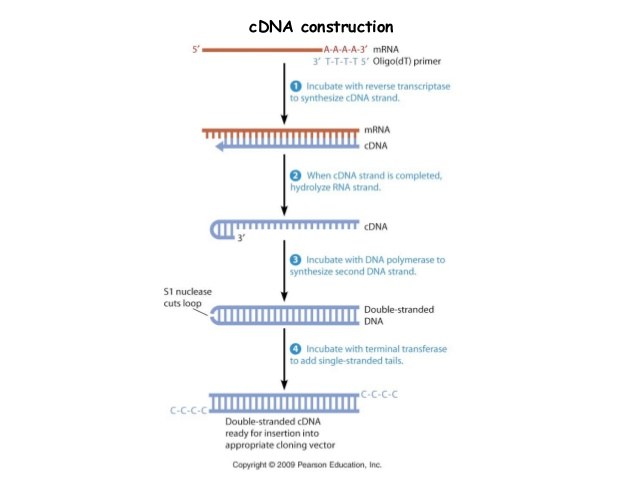 cDNA construction
5′ A-A-A-A-3′ mRNA
3′ T-T-T-T 5′ Oligo(dT) primer
1 Incubate with reverse transcriptase
to synthesize cDNA strand.
mRNA
cDNA
2 When cDNA strand is completed,
hydrolyze RNA strand.
cDNA
3′
3 Incubate with DNA polymerase to
synthesize second DNA strand.
S1 nuclease
cuts loop
Double-stranded
DNA
4 Incubate with terminal transferase
to add single-stranded tails.
C-C-C-C
C-C-C-C
Double-stranded cDNA
ready for insertion into
appropriate cloning vector
Copyright © 2009 Pearson Education, Inc.